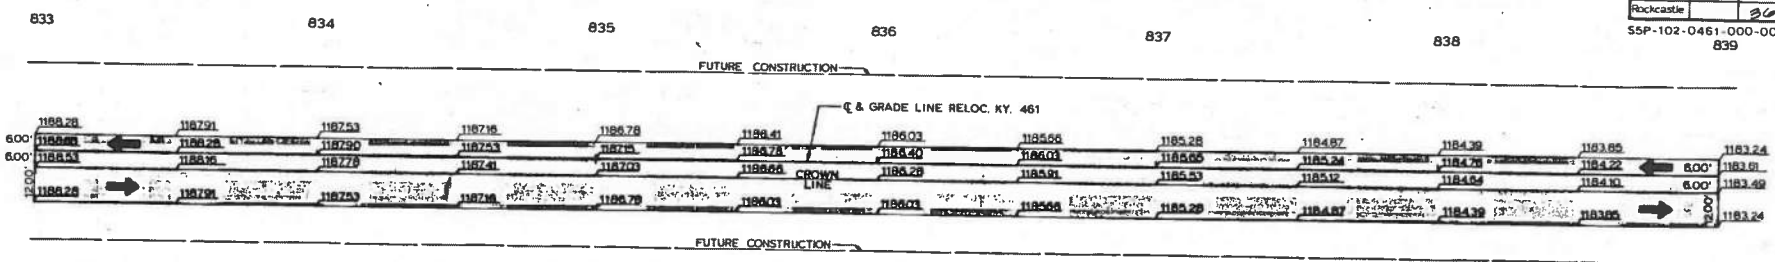 Rockcastle 36
SSP-102-0461-000-00
833 834 835 836 837 838 839
FUTURE CONSTRUCTION
℄ & GRADE LINE RELOC. KY. 461
1188.28 1187.91 1187.53 1187.16 1186.78 1186.41 1186.03 1185.66 1185.28 1184.87 1184.39 1183.85 1183.24
6.00' 1188.28 1187.90 1187.53 1187.15 1186.78 1186.40 1186.03 1185.65 1185.24 1184.76 1184.22 6.00' 1183.61
6.00' 1188.53 1188.16 1187.78 1187.41 1187.03 1186.66 1186.28 1185.91 1185.53 1185.12 1184.64 1184.10 6.00' 1183.49
CROWN
LINE
12.00' 1188.28 1187.91 1187.53 1187.16 1186.78 1186.03 1186.03 1185.66 1185.28 1184.87 1184.39 1183.85 12.00' 1183.24
FUTURE CONSTRUCTION